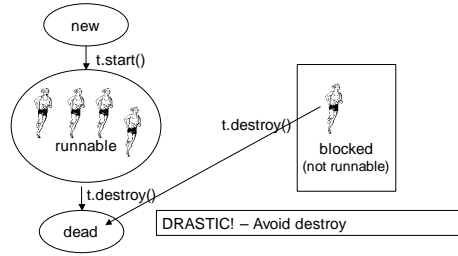 new
t.start()
runnable
t.destroy()
blocked
(not runnable)
t.destroy()
dead
DRASTIC! – Avoid destroy